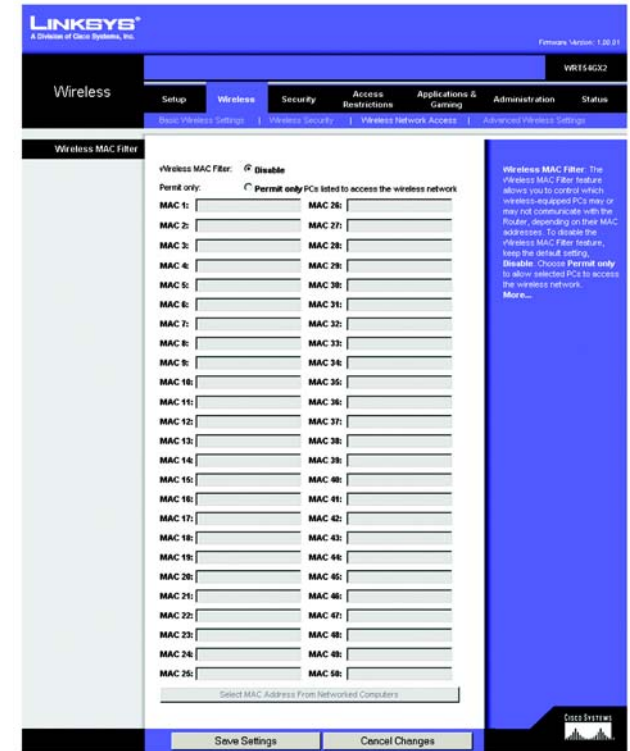 LINKSYS®
A Division of Cisco Systems, Inc.
Firmware Version: 1.00.01
WRT54GX2
Wireless
Setup
Wireless
Security
Access Restrictions
Applications & Gaming
Administration
Status
Basic Wireless Settings | Wireless Security | Wireless Network Access | Advanced Wireless Settings
Wireless MAC Filter
Wireless MAC Filter: Disable
Permit only: Permit only PCs listed to access the wireless network
MAC 1: MAC 26:
MAC 2: MAC 27:
MAC 3: MAC 28:
MAC 4: MAC 29:
MAC 5: MAC 30:
MAC 6: MAC 31:
MAC 7: MAC 32:
MAC 8: MAC 33:
MAC 9: MAC 34:
MAC 10: MAC 35:
MAC 11: MAC 36:
MAC 12: MAC 37:
MAC 13: MAC 38:
MAC 14: MAC 39:
MAC 15: MAC 40:
MAC 16: MAC 41:
MAC 17: MAC 42:
MAC 18: MAC 43:
MAC 19: MAC 44:
MAC 20: MAC 45:
MAC 21: MAC 46:
MAC 22: MAC 47:
MAC 23: MAC 48:
MAC 24: MAC 49:
MAC 25: MAC 50:
Select MAC Address From Networked Computers
Wireless MAC Filter: The
Wireless MAC Filter feature
allows you to control which
wireless-equipped PCs may or
may not communicate with the
Router, depending on their MAC
addresses. To disable the
Wireless MAC Filter feature,
keep the default setting,
Disable. Choose Permit only
to allow selected PCs to access
the wireless network.
More...
Save Settings
Cancel Changes
CISCO SYSTEMS